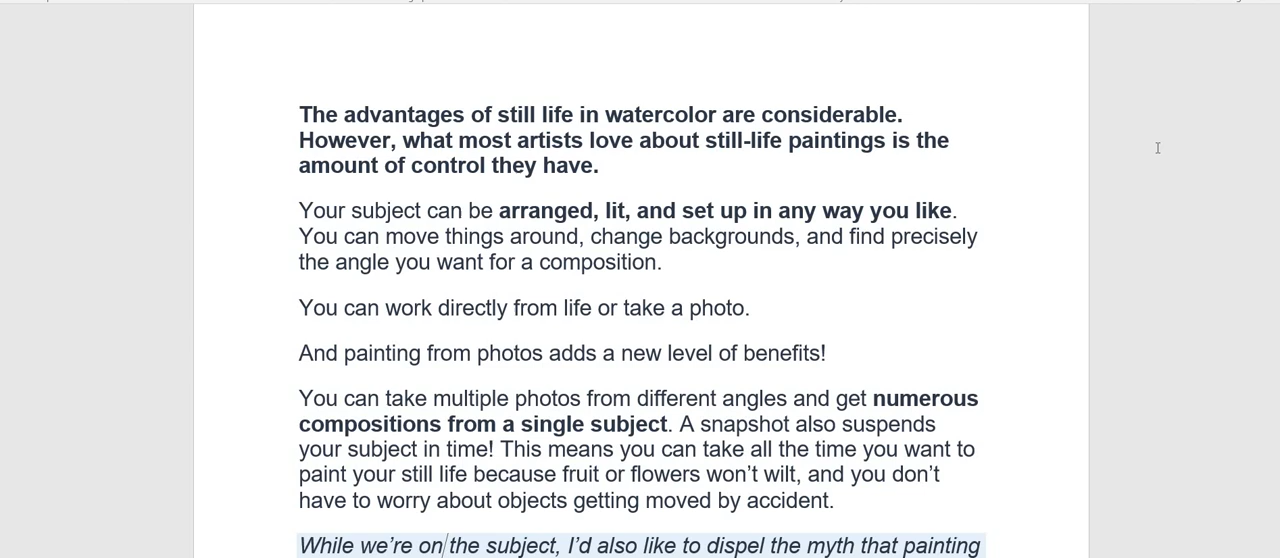 The advantages of still life in watercolor are considerable.
However, what most artists love about still-life paintings is the
amount of control they have.
Your subject can be arranged, lit, and set up in any way you like.
You can move things around, change backgrounds, and find precisely
the angle you want for a composition.
You can work directly from life or take a photo.
And painting from photos adds a new level of benefits!
You can take multiple photos from different angles and get numerous
compositions from a single subject. A snapshot also suspends
your subject in time! This means you can take all the time you want to
paint your still life because fruit or flowers won’t wilt, and you don’t
have to worry about objects getting moved by accident.
While we’re on the subject, I’d also like to dispel the myth that painting